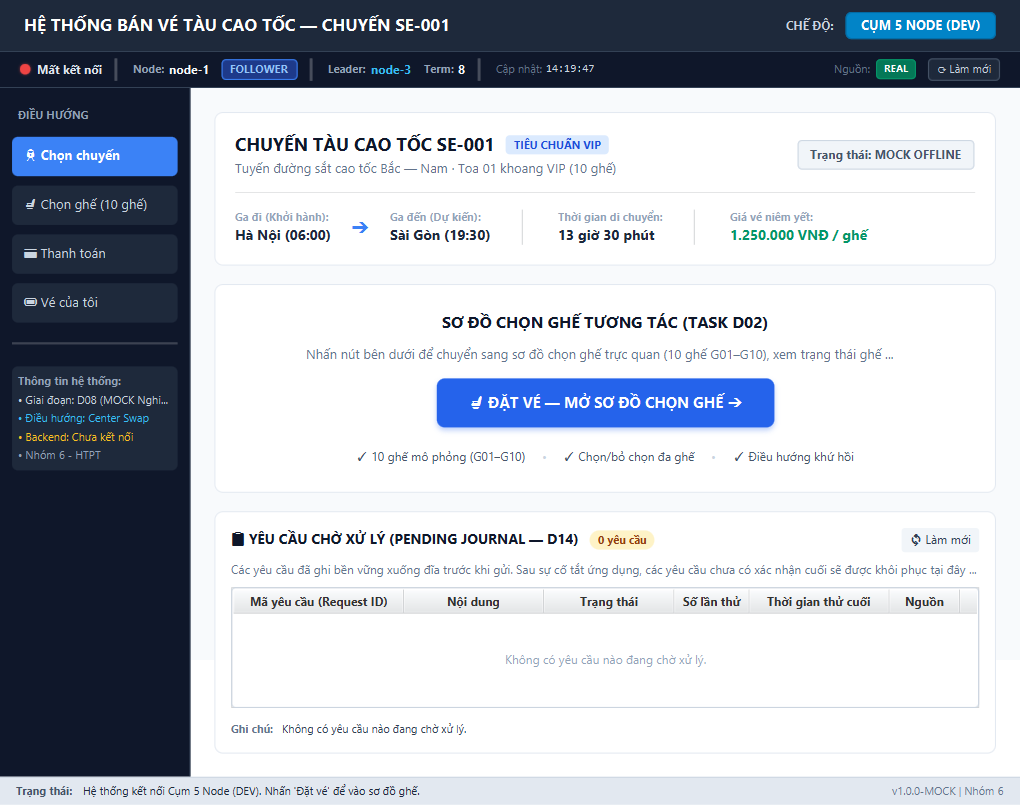 HỆ THỐNG BÁN VÉ TÀU CAO TỐC — CHUYẾN SE-001
CHẾ ĐỘ: CỤM 5 NODE (DEV)
Mất kết nối Node: node-1 FOLLOWER Leader: node-3 Term: 8 Cập nhật: 14:19:47 Nguồn: REAL ⟳ Làm mới
ĐIỀU HƯỚNG
Chọn chuyến
Chọn ghế (10 ghế)
Thanh toán
Vé của tôi
Thông tin hệ thống:
• Giai đoạn: D08 (MOCK Nghi...
• Điều hướng: Center Swap
• Backend: Chưa kết nối
• Nhóm 6 - HTPT
CHUYẾN TÀU CAO TỐC SE-001 TIÊU CHUẨN VIP
Tuyến đường sắt cao tốc Bắc — Nam · Toa 01 khoang VIP (10 ghế)
Trạng thái: MOCK OFFLINE
Ga đi (Khởi hành):
Hà Nội (06:00)
➔
Ga đến (Dự kiến):
Sài Gòn (19:30)
Thời gian di chuyển:
13 giờ 30 phút
Giá vé niêm yết:
1.250.000 VNĐ / ghế
SƠ ĐỒ CHỌN GHẾ TƯƠNG TÁC (TASK D02)
Nhấn nút bên dưới để chuyển sang sơ đồ chọn ghế trực quan (10 ghế G01–G10), xem trạng thái ghế ...
ĐẶT VÉ — MỞ SƠ ĐỒ CHỌN GHẾ →
✓ 10 ghế mô phỏng (G01–G10) • ✓ Chọn/bỏ chọn đa ghế • ✓ Điều hướng khứ hồi
YÊU CẦU CHỜ XỬ LÝ (PENDING JOURNAL — D14) 0 yêu cầu
Làm mới
Các yêu cầu đã ghi bền vững xuống đĩa trước khi gửi. Sau sự cố tắt ứng dụng, các yêu cầu chưa có xác nhận cuối sẽ được khôi phục tại đây ...
Mã yêu cầu (Request ID) Nội dung Trạng thái Số lần thử Thời gian thử cuối Nguồn
Không có yêu cầu nào đang chờ xử lý.
Ghi chú: Không có yêu cầu nào đang chờ xử lý.
Trạng thái: Hệ thống kết nối Cụm 5 Node (DEV). Nhấn 'Đặt vé' để vào sơ đồ ghế.
v1.0.0-MOCK | Nhóm 6